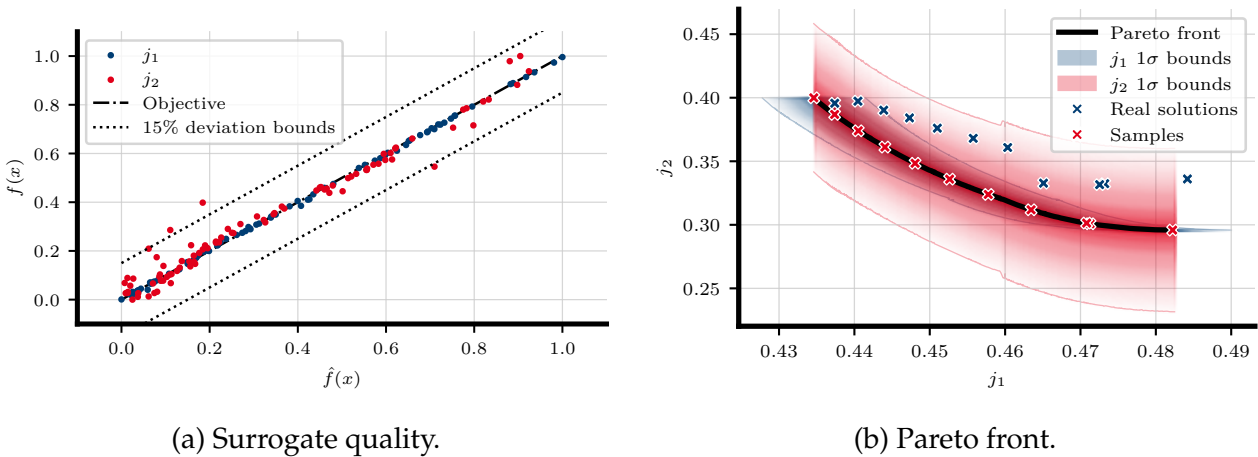 1.0
0.8
0.6
0.4
0.2
0.0
f(x)
j₁
j₂
Objective
15% deviation bounds
0.0 0.2 0.4 0.6 0.8 1.0
f̂(x)
(a) Surrogate quality.
0.45
0.40
0.35
0.30
0.25
j₂
Pareto front
j₁ 1σ bounds
j₂ 1σ bounds
Real solutions
Samples
0.43 0.44 0.45 0.46 0.47 0.48 0.49
j₁
(b) Pareto front.